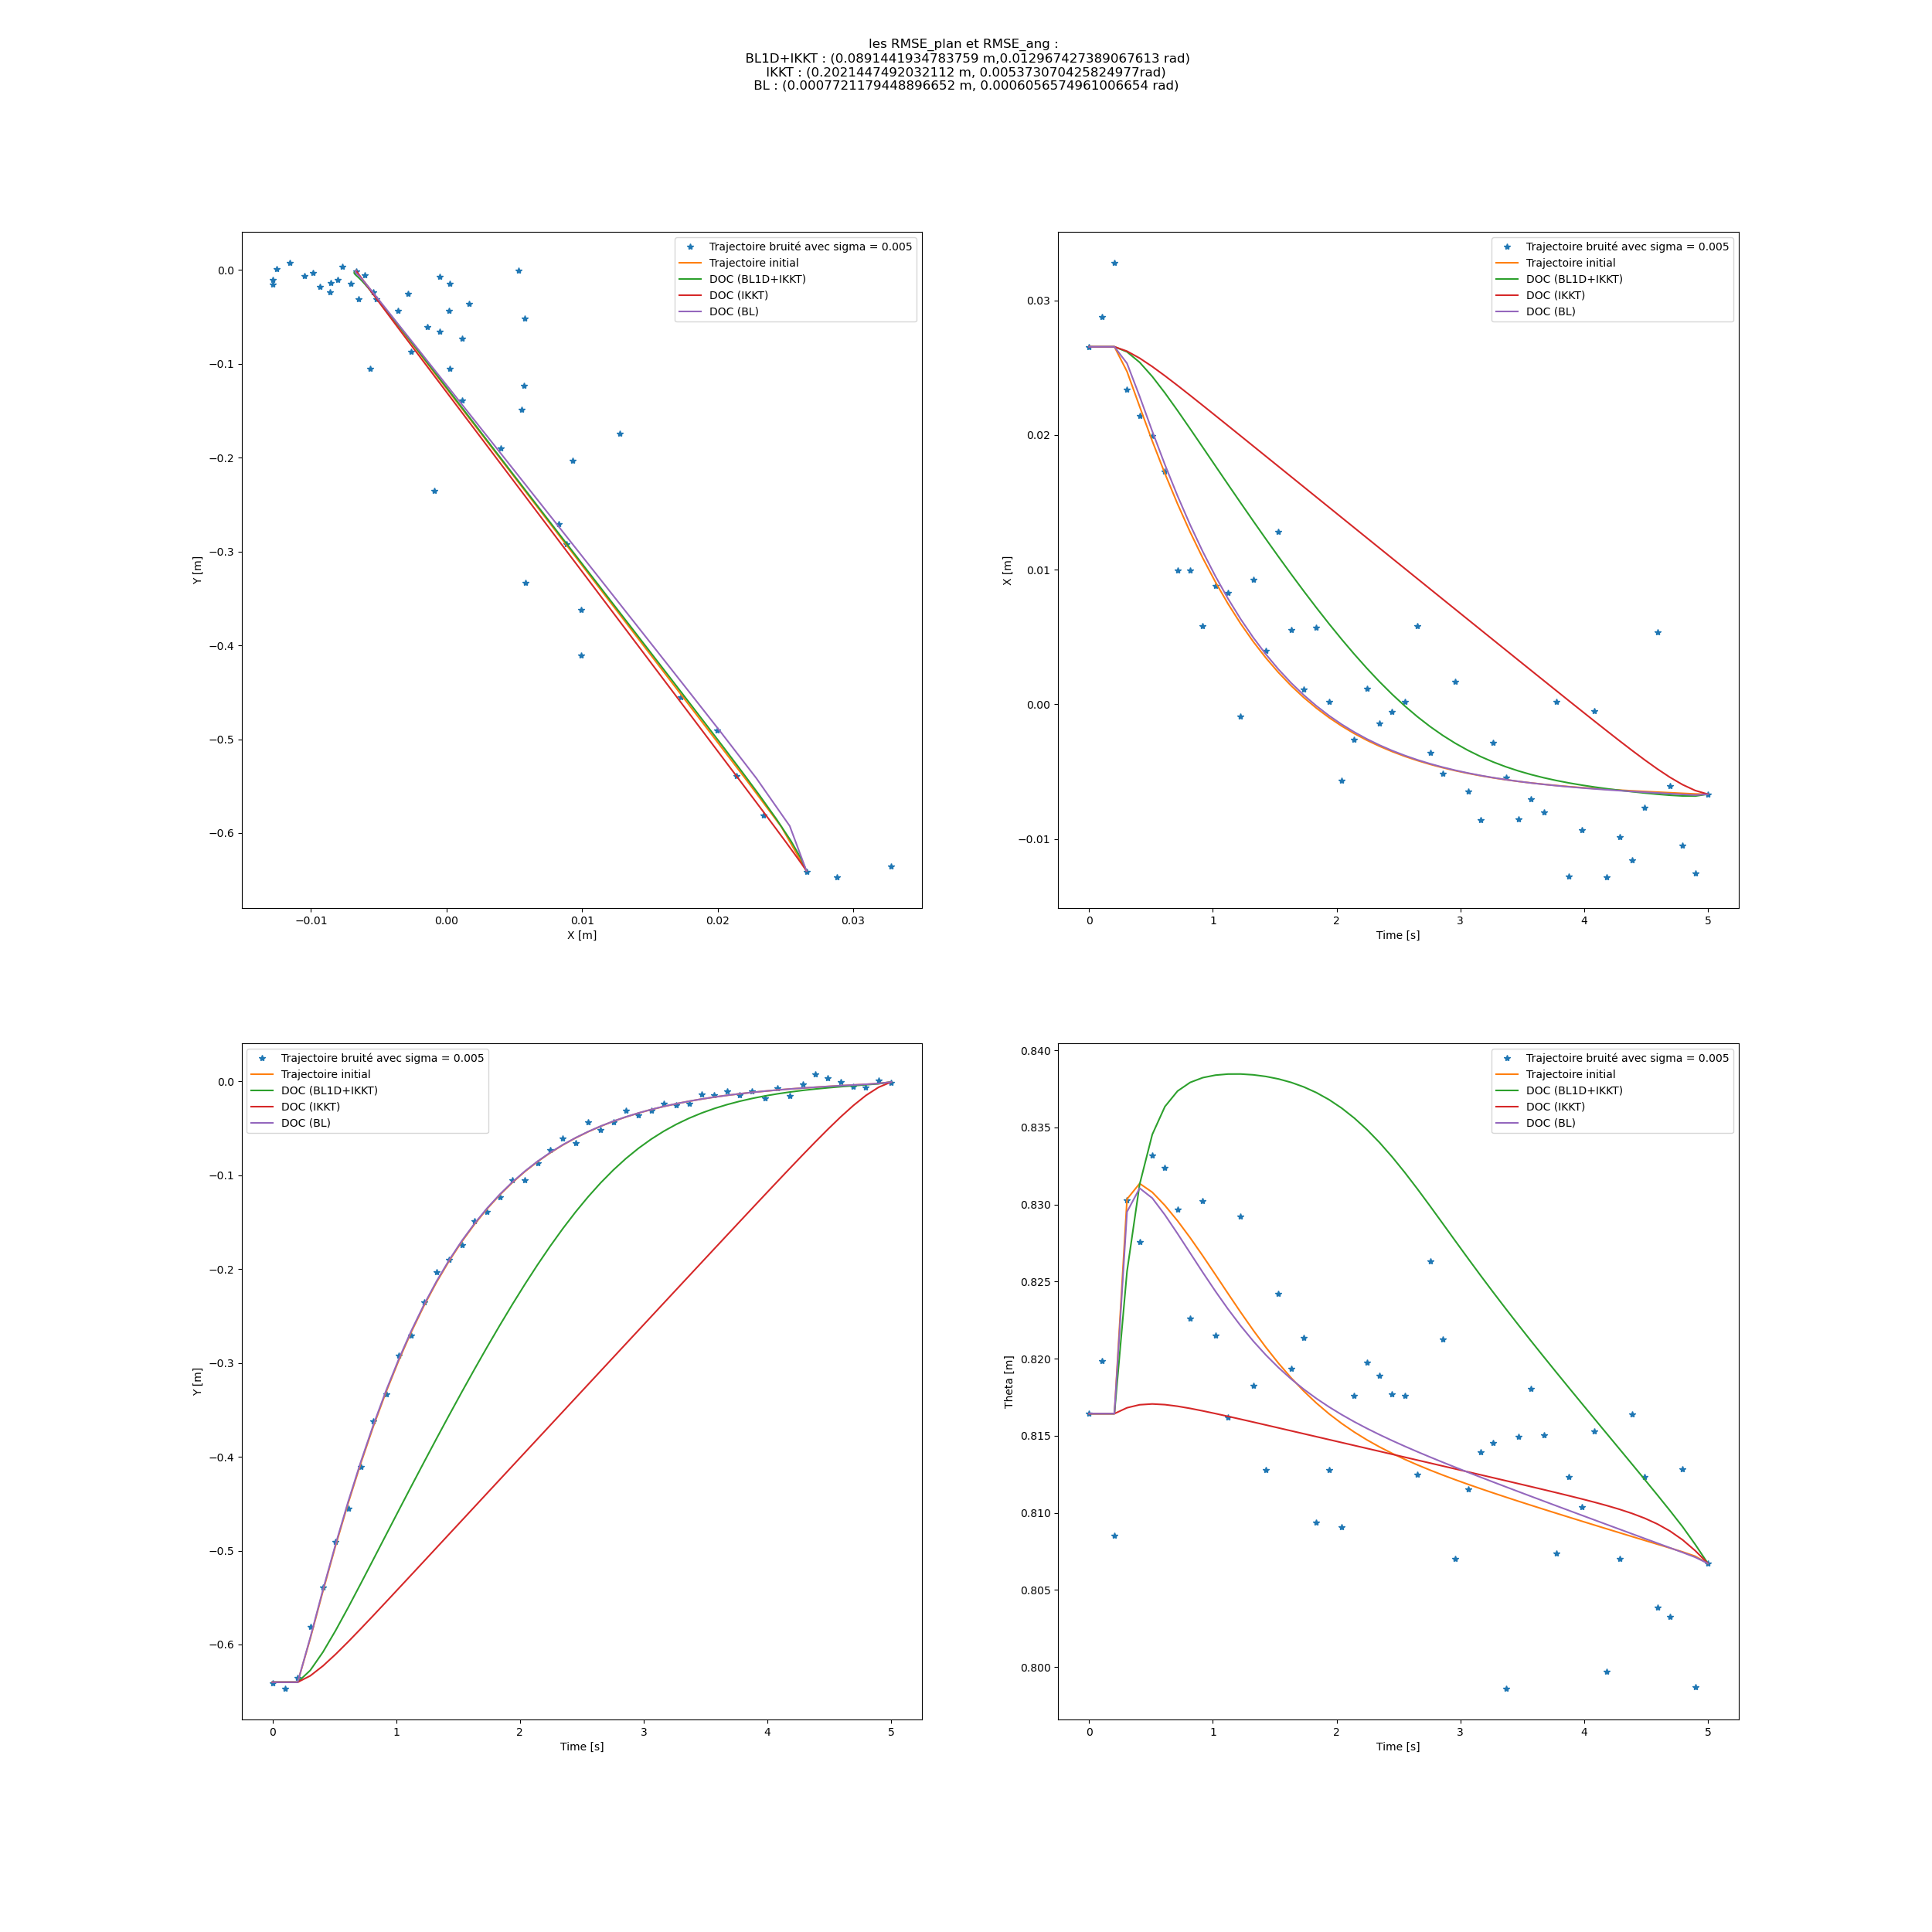 les RMSE_plan et RMSE_ang :
BL1D+IKKT : (0.0891441934783759 m,0.012967427389067613 rad)
IKKT : (0.2021447492032112 m, 0.005373070425824977rad)
BL : (0.0007721179448896652 m, 0.0006056574961006654 rad)
Trajectoire bruité avec sigma = 0.005
Trajectoire initial
DOC (BL1D+IKKT)
DOC (IKKT)
DOC (BL)
0.0
−0.1
−0.2
−0.3
−0.4
−0.5
−0.6
Y [m]
−0.01 0.00 0.01 0.02 0.03
X [m]
Trajectoire bruité avec sigma = 0.005
Trajectoire initial
DOC (BL1D+IKKT)
DOC (IKKT)
DOC (BL)
0.03
0.02
0.01
0.00
−0.01
X [m]
0 1 2 3 4 5
Time [s]
Trajectoire bruité avec sigma = 0.005
Trajectoire initial
DOC (BL1D+IKKT)
DOC (IKKT)
DOC (BL)
0.0
−0.1
−0.2
−0.3
−0.4
−0.5
−0.6
Y [m]
0 1 2 3 4 5
Time [s]
Trajectoire bruité avec sigma = 0.005
Trajectoire initial
DOC (BL1D+IKKT)
DOC (IKKT)
DOC (BL)
0.840
0.835
0.830
0.825
0.820
0.815
0.810
0.805
0.800
Theta [m]
0 1 2 3 4 5
Time [s]